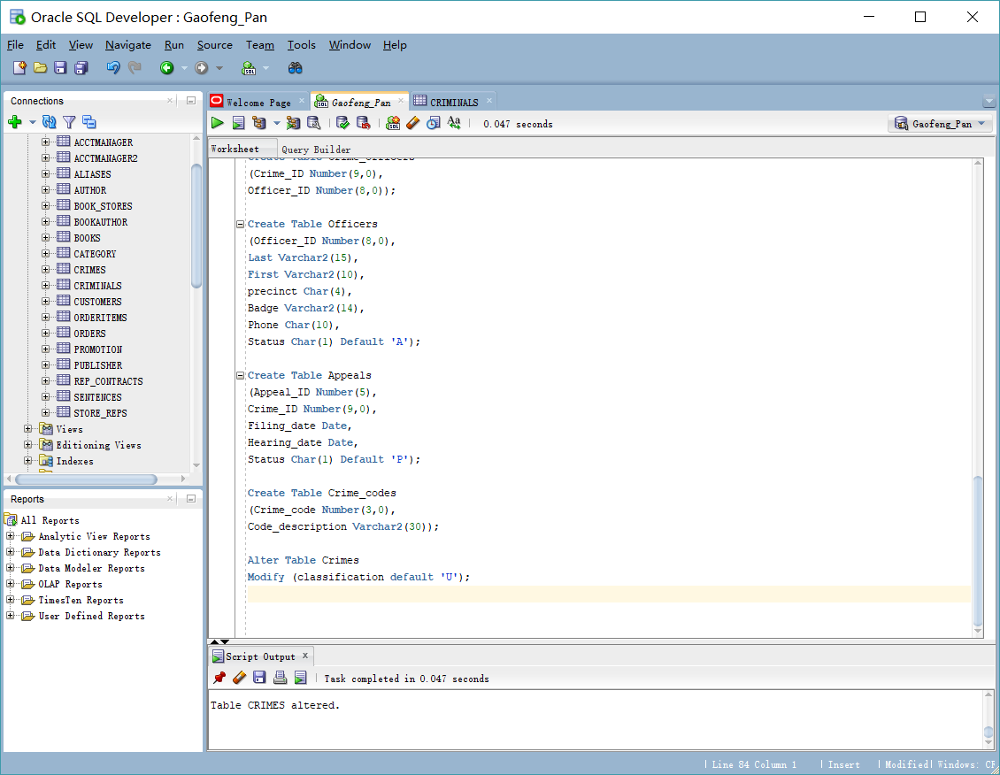 Oracle SQL Developer : Gaofeng_Pan
File Edit View Navigate Run Source Team Tools Window Help
Connections
ACCTMANAGER
ACCTMANAGER2
ALIASES
AUTHOR
BOOK_STORES
BOOKAUTHOR
BOOKS
CATEGORY
CRIMES
CRIMINALS
CUSTOMERS
ORDERITEMS
ORDERS
PROMOTION
PUBLISHER
REP_CONTRACTS
SENTENCES
STORE_REPS
Views
Editioning Views
Indexes
Reports
All Reports
Analytic View Reports
Data Dictionary Reports
Data Modeler Reports
OLAP Reports
TimesTen Reports
User Defined Reports
Welcome Page Gaofeng_Pan CRIMINALS
0.047 seconds Gaofeng_Pan
Worksheet Query Builder
Create Table Crime_officers
(Crime_ID Number(9,0),
Officer_ID Number(8,0));
Create Table Officers
(Officer_ID Number(8,0),
Last Varchar2(15),
First Varchar2(10),
precinct Char(4),
Badge Varchar2(14),
Phone Char(10),
Status Char(1) Default 'A');
Create Table Appeals
(Appeal_ID Number(5),
Crime_ID Number(9,0),
Filing_date Date,
Hearing_date Date,
Status Char(1) Default 'P');
Create Table Crime_codes
(Crime_code Number(3,0),
Code_description Varchar2(30));
Alter Table Crimes
Modify (classification default 'U');
Script Output
Task completed in 0.047 seconds
Table CRIMES altered.
Line 84 Column 1 Insert Modified Windows: CR